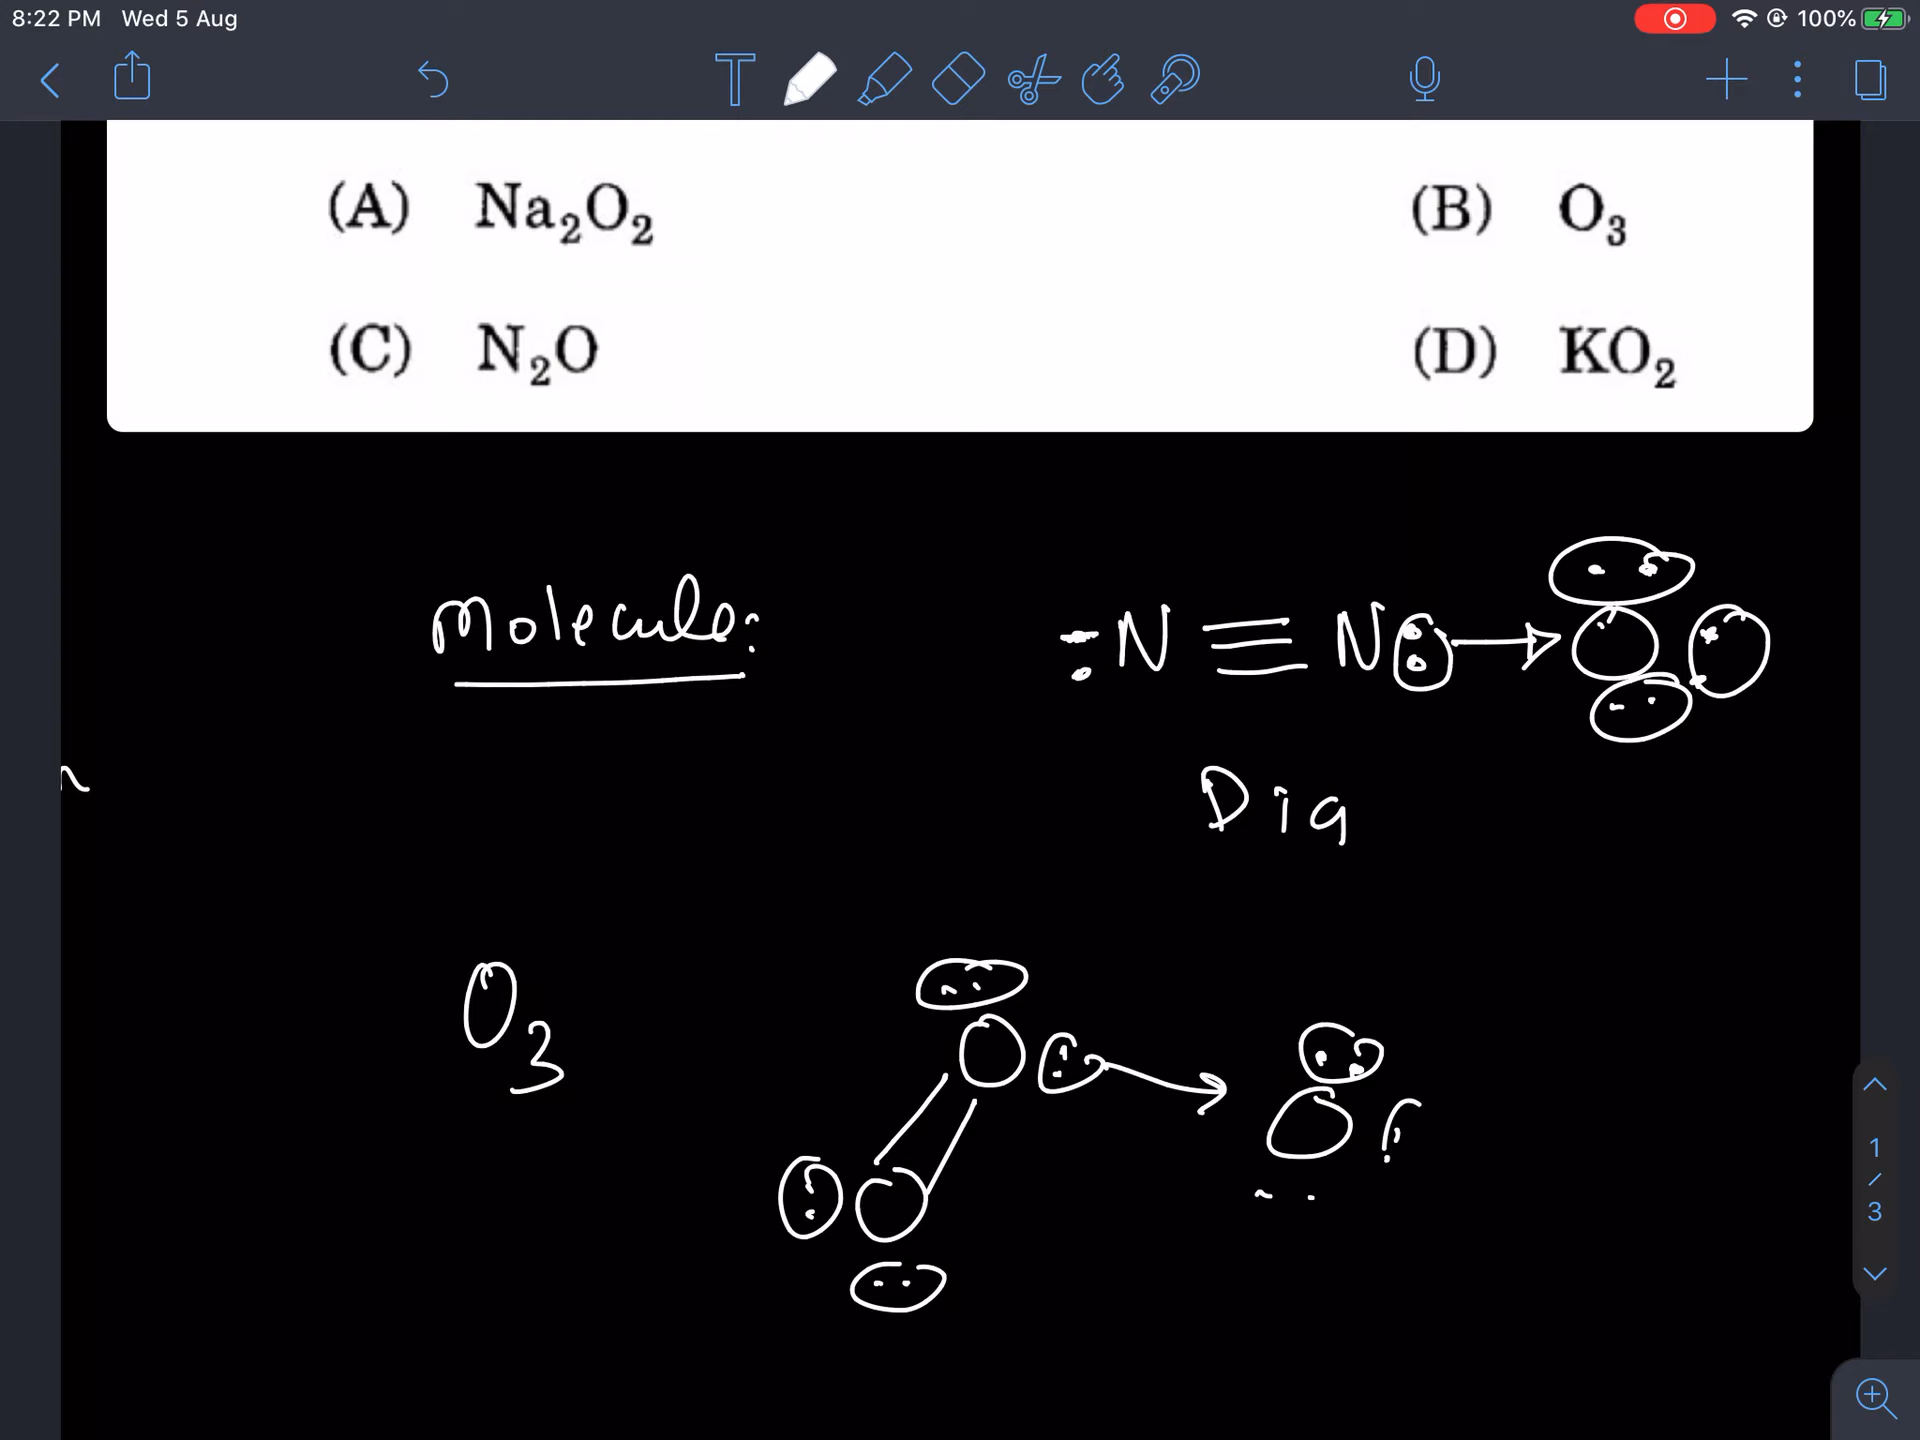 8:22 PM Wed 5 Aug 100%
T
(A) Na₂O₂ (B) O₃
(C) N₂O (D) KO₂
Molecule: :N≡N:→O
Dia
O₃ O O
O
1
/
3